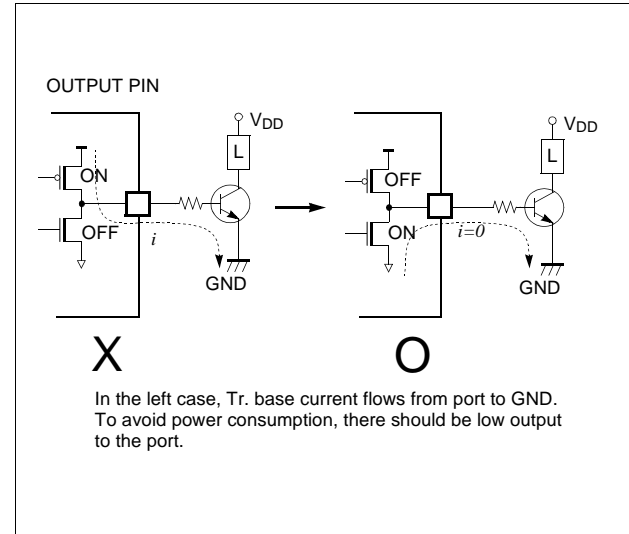 OUTPUT PIN
VDD
L
ON
OFF
i
GND
X
VDD
L
OFF
ON
i=0
GND
O
In the left case, Tr. base current flows from port to GND.
To avoid power consumption, there should be low output
to the port.